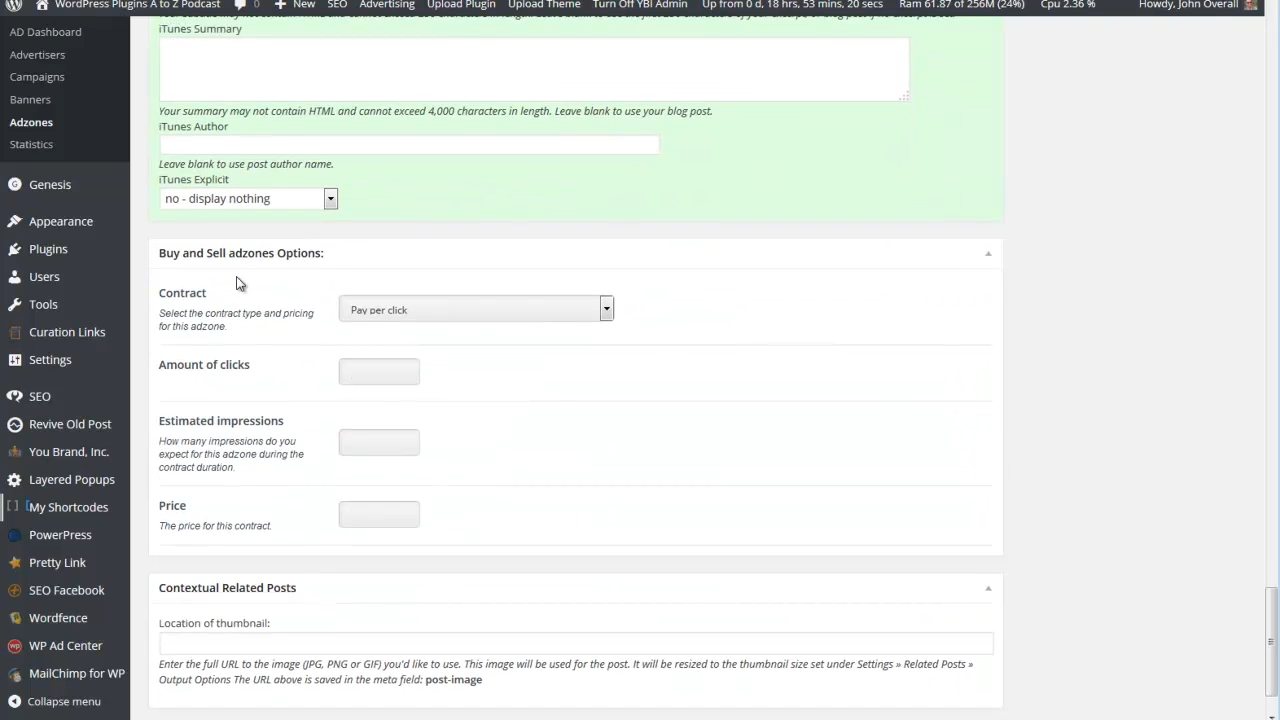 WordPress Plugins A to Z Podcast 0 New SEO Advertising Upload Plugin Upload Theme Turn Off YBI Admin Up from 0 d, 18 hrs, 53 mins, 20 secs Ram 61.87 of 256M (24%) Cpu 2.36 % Howdy, John Overall
AD Dashboard
Advertisers
Campaigns
Banners
Adzones
Statistics
Genesis
Appearance
Plugins
Users
Tools
Curation Links
Settings
SEO
Revive Old Post
You Brand, Inc.
Layered Popups
[ ] [My Shortcodes
PowerPress
Pretty Link
SEO Facebook
Wordfence
WP Ad Center
MailChimp for WP
Collapse menu
iTunes Summary
Your summary may not contain HTML and cannot exceed 4,000 characters in length. Leave blank to use your blog post.
iTunes Author
Leave blank to use post author name.
iTunes Explicit
no - display nothing
Buy and Sell adzones Options:
Contract
Select the contract type and pricing
for this adzone.
Pay per click
Amount of clicks
Estimated impressions
How many impressions do you
expect for this adzone during the
contract duration.
Price
The price for this contract.
Contextual Related Posts
Location of thumbnail:
Enter the full URL to the image (JPG, PNG or GIF) you'd like to use. This image will be used for the post. It will be resized to the thumbnail size set under Settings » Related Posts »
Output Options The URL above is saved in the meta field: post-image